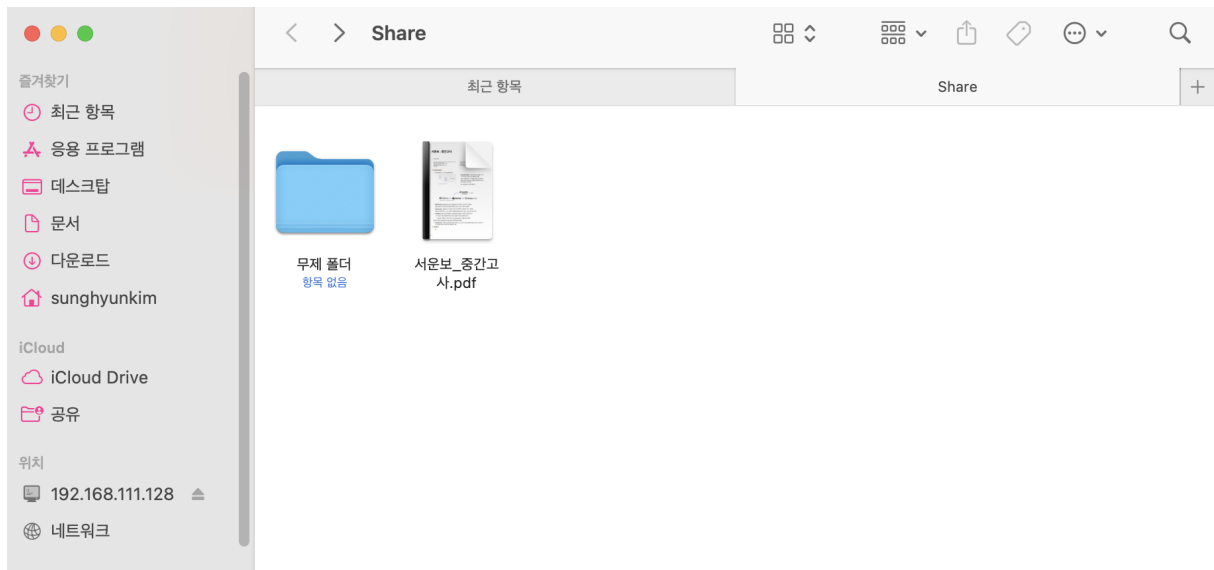 Share
즐겨찾기
최근 항목
응용 프로그램
데스크탑
문서
다운로드
sunghyunkim
iCloud
iCloud Drive
공유
위치
192.168.111.128
네트워크
최근 항목
Share
무제 폴더
항목 없음
서운보_중간고
사.pdf